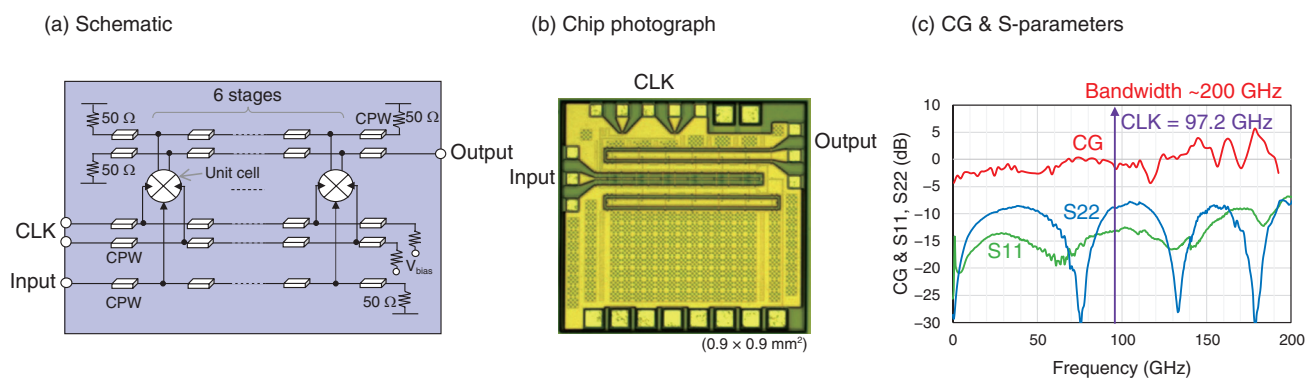 (a) Schematic
6 stages
50 Ω
CPW
50 Ω
50 Ω
Output
Unit cell
CLK
CPW
Vbias
Input
CPW
50 Ω
(b) Chip photograph
CLK
Output
Input
(0.9 × 0.9 mm²)
(c) CG & S-parameters
Bandwidth ~200 GHz
CLK = 97.2 GHz
CG
S22
S11
CG & S11, S22 (dB)
10
5
0
−5
−10
−15
−20
−25
−30
0 50 100 150 200
Frequency (GHz)